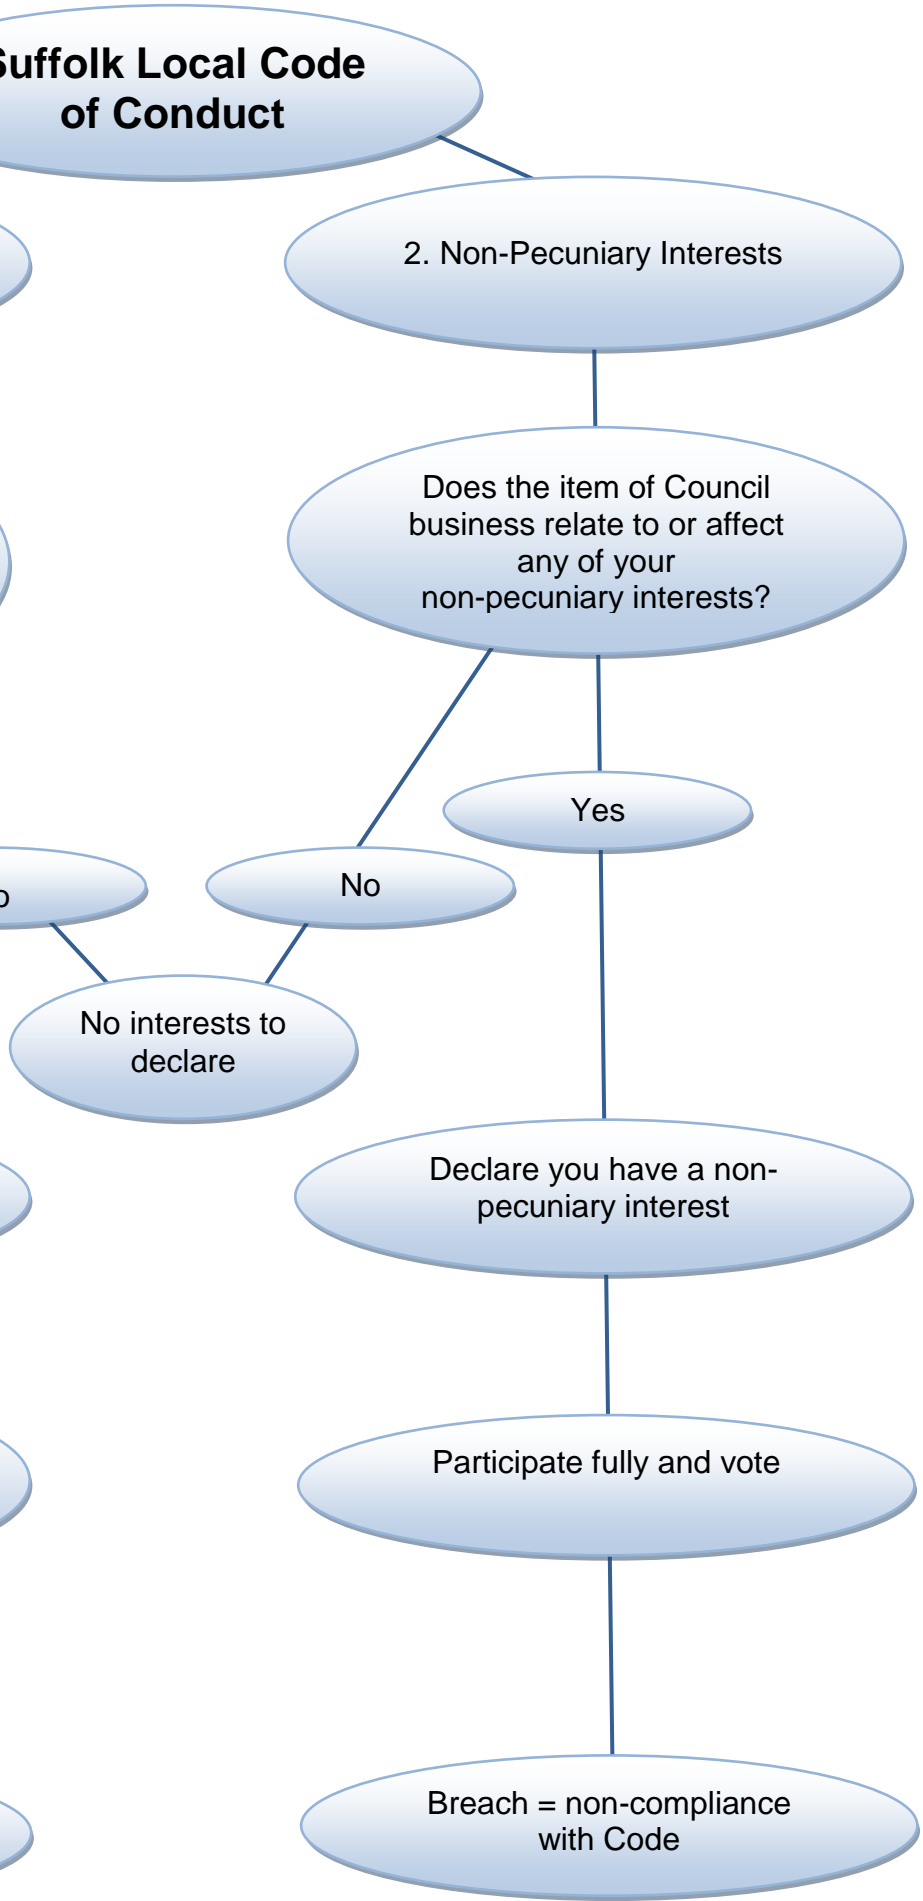 Suffolk Local Code
of Conduct
2. Non-Pecuniary Interests
Does the item of Council
business relate to or affect
any of your
non-pecuniary interests?
Yes
No
No interests to
declare
Declare you have a non-
pecuniary interest
Participate fully and vote
Breach = non-compliance
with Code